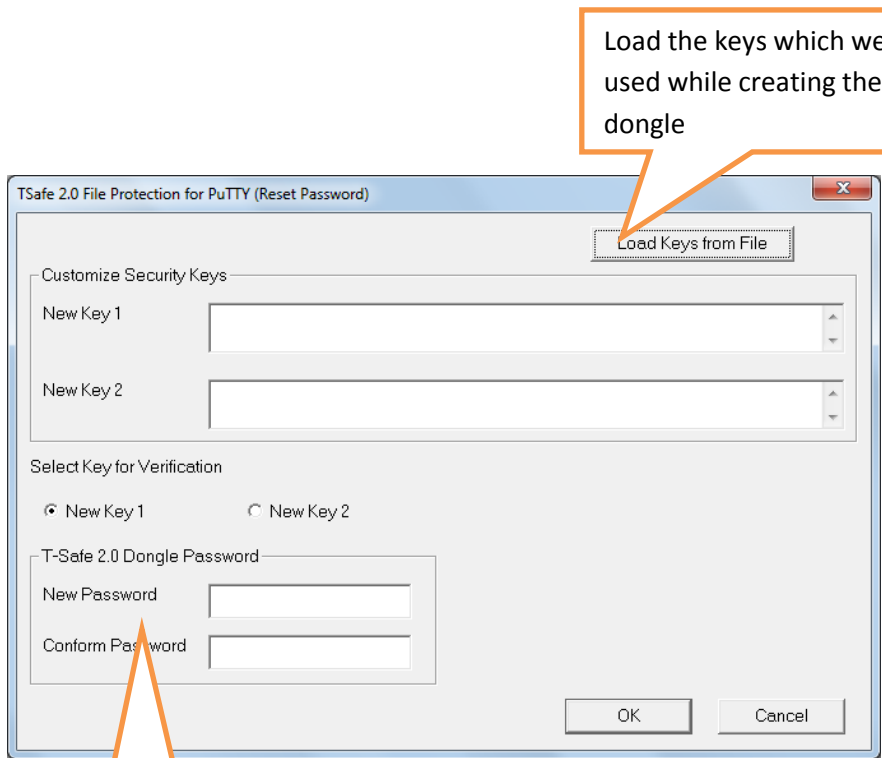 Load the keys which we
used while creating the
dongle
TSafe 2.0 File Protection for PuTTY (Reset Password)
Load Keys from File
Customize Security Keys
New Key 1
New Key 2
Select Key for Verification
New Key 1 New Key 2
T-Safe 2.0 Dongle Password
New Password
Conform Password
OK Cancel